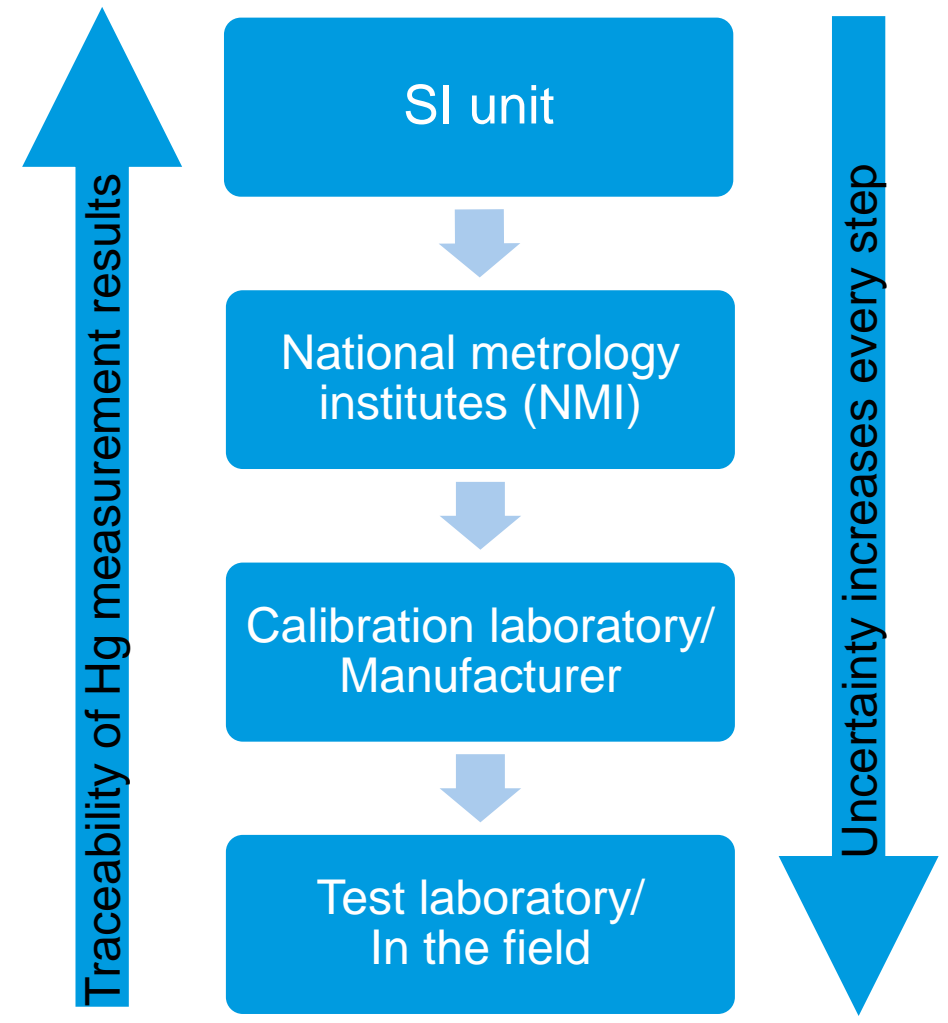 Traceability of Hg measurement results
SI unit
National metrology
institutes (NMI)
Calibration laboratory/
Manufacturer
Test laboratory/
In the field
Uncertainty increases every step